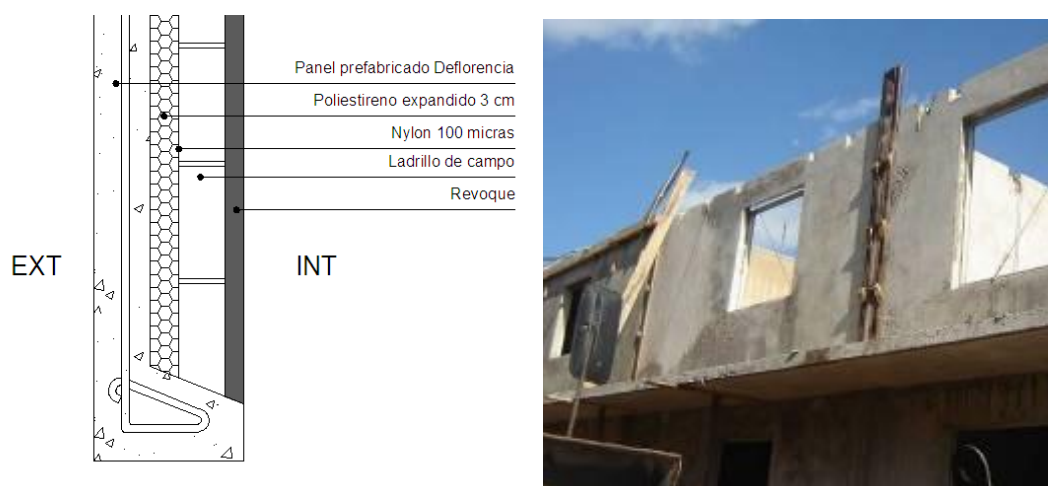 Panel prefabricado Deflorencia
Poliestireno expandido 3 cm
Nylon 100 micras
Ladrillo de campo
Revoque
EXT
INT